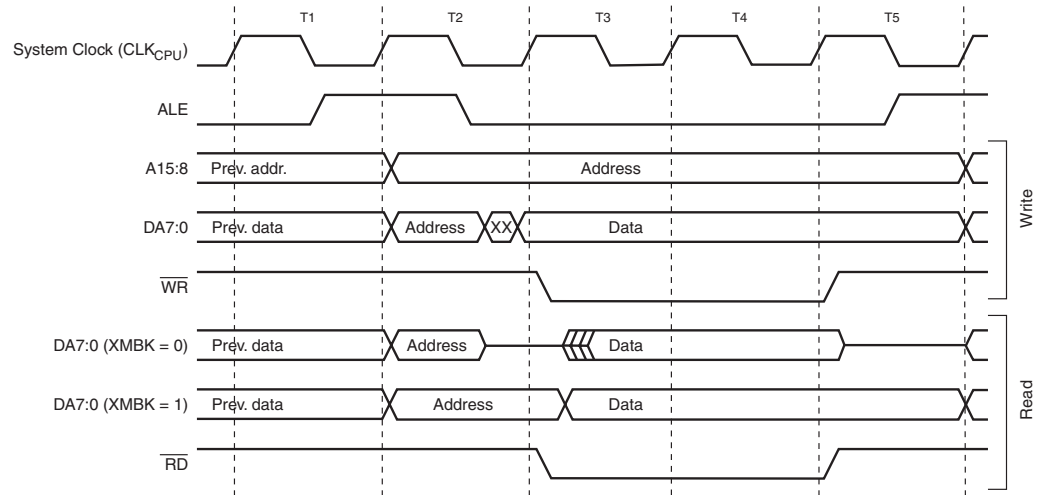 T1 T2 T3 T4 T5
System Clock (CLKCPU)
ALE
A15:8 Prev. addr. Address
DA7:0 Prev. data Address XX Data
WR
Write
DA7:0 (XMBK = 0) Prev. data Address Data
DA7:0 (XMBK = 1) Prev. data Address Data
RD
Read